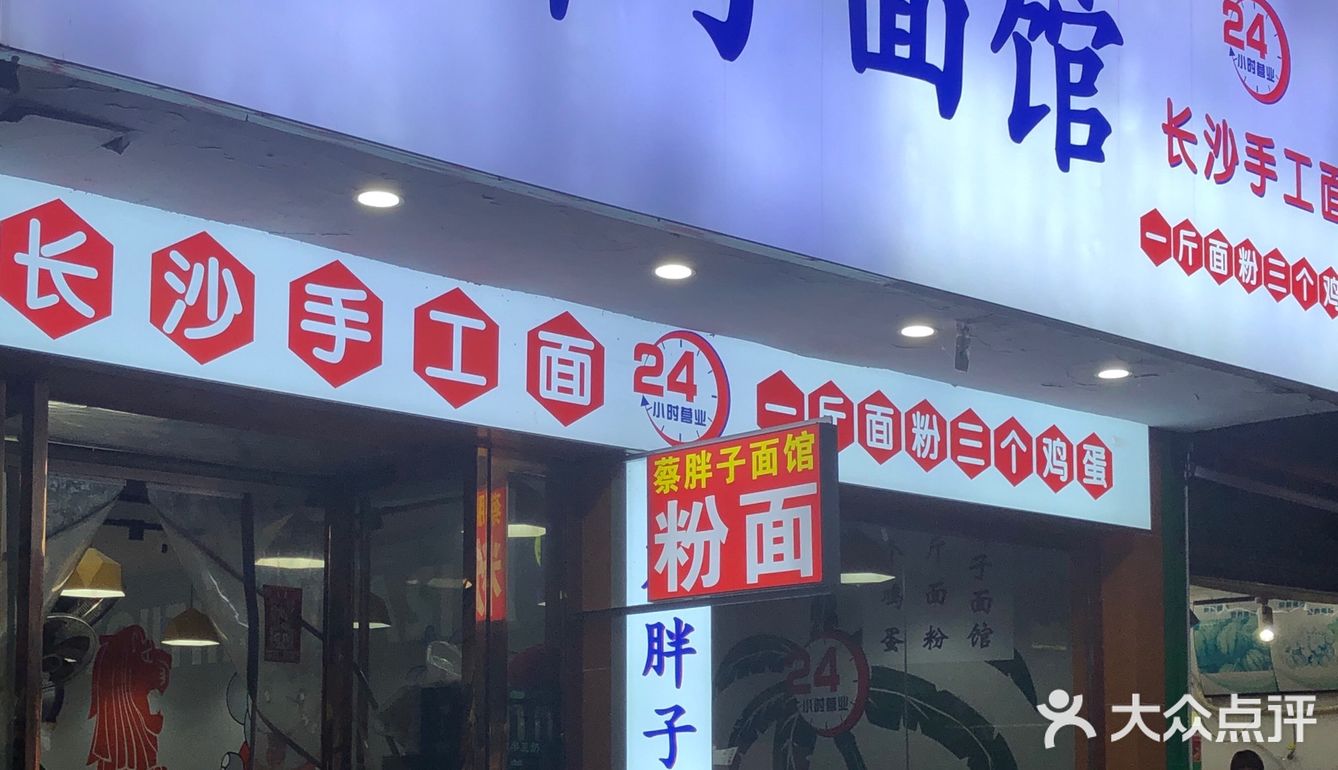 子面馆
24
小时营业
长沙手工面
一斤面粉三个鸡
长沙手工面
24
小时营业
一斤面粉三个鸡蛋
蔡胖子面馆
粉面
胖子
子面馆
斤面粉
个鸡蛋
24
小时营业
大众点评